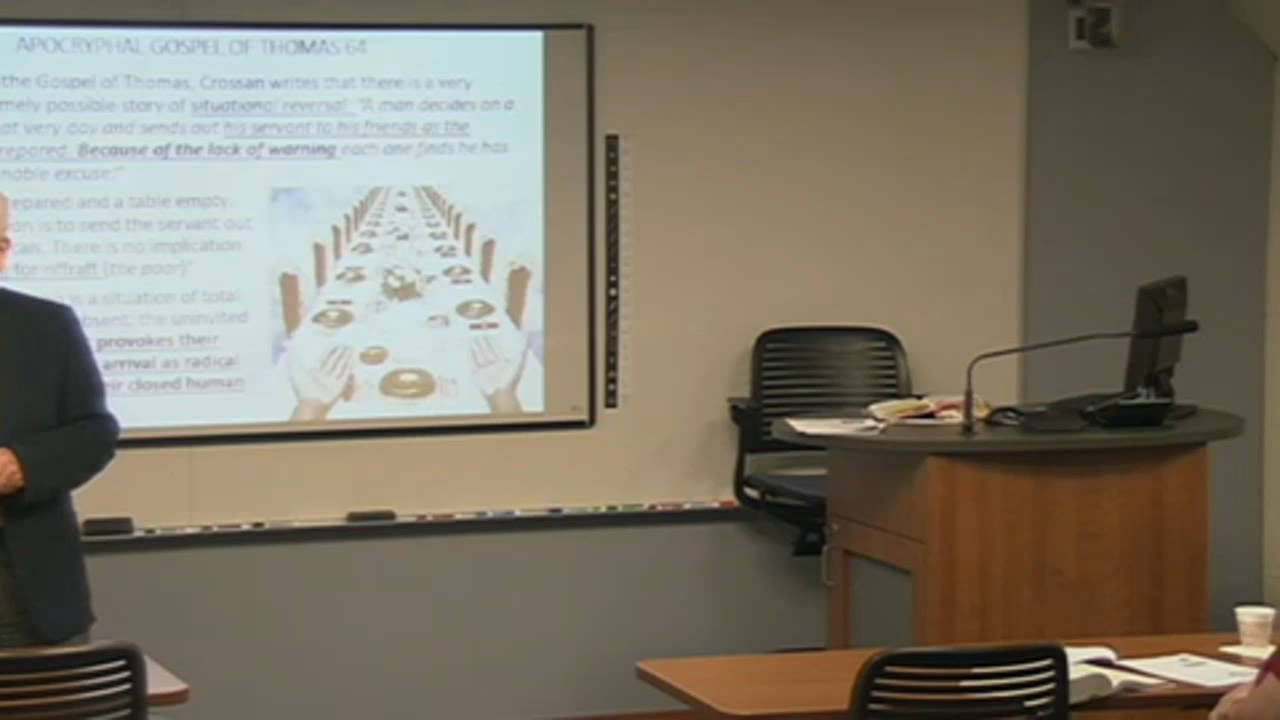 APOCRYPHAL GOSPEL OF THOMAS 64
the Gospel of Thomas, Crossan writes that there is a very
mely possible story of situational reversal. "A man decides on a
at very day and sends out his servant to his friends as the
repared. Because of the lack of warning each one finds he has
nable excuse."
epared and a table empty.
on is to send the servant out
can. There is no implication
for riffraff (the poor)"
is a situation of total
bsent, the uninvited
provokes their
arrival as radical
eir closed human